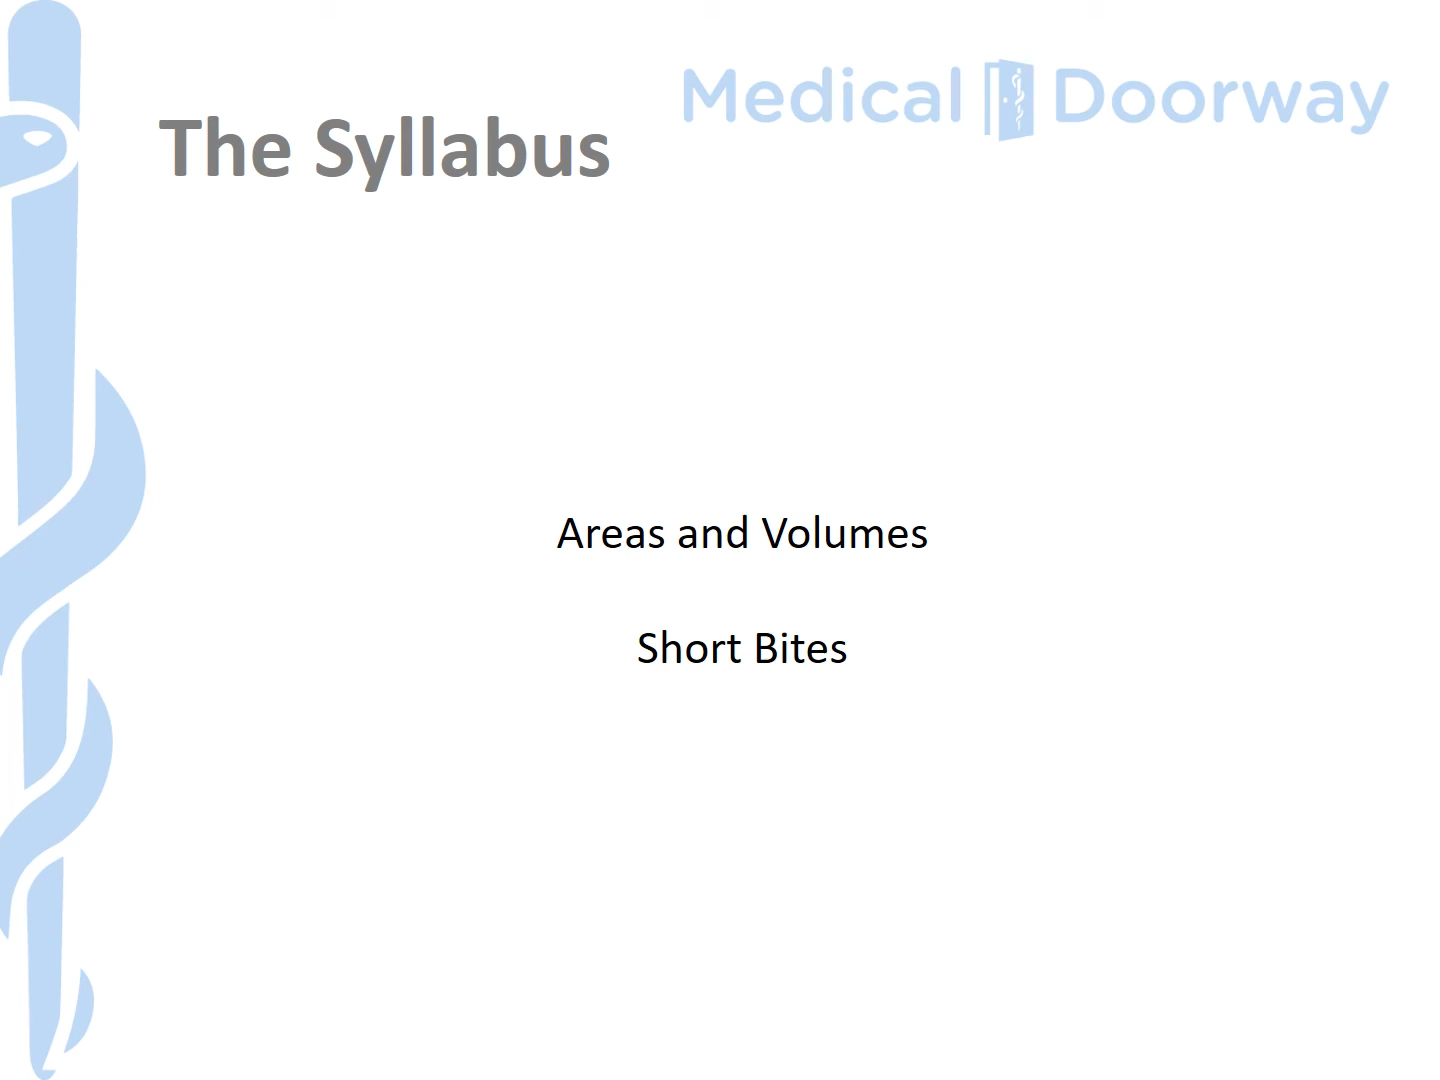 Medical Doorway
The Syllabus
Areas and Volumes
Short Bites